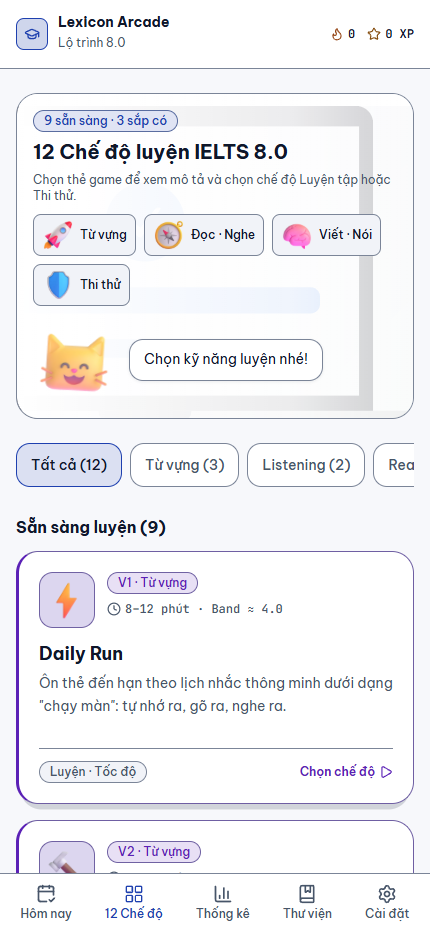 Lexicon Arcade
Lộ trình 8.0
0
0 XP
9 sẵn sàng · 3 sắp có
12 Chế độ luyện IELTS 8.0
Chọn thẻ game để xem mô tả và chọn chế độ Luyện tập hoặc
Thi thử.
Từ vựng
Đọc · Nghe
Viết · Nói
Thi thử
Chọn kỹ năng luyện nhé!
Tất cả (12)
Từ vựng (3)
Listening (2)
Rea
Sẵn sàng luyện (9)
V1 · Từ vựng
8–12 phút · Band ≈ 4.0
Daily Run
Ôn thẻ đến hạn theo lịch nhắc thông minh dưới dạng
"chạy màn": tự nhớ ra, gõ ra, nghe ra.
Luyện · Tốc độ
Chọn chế độ
V2 · Từ vựng
Hôm nay
12 Chế độ
Thống kê
Thư viện
Cài đặt